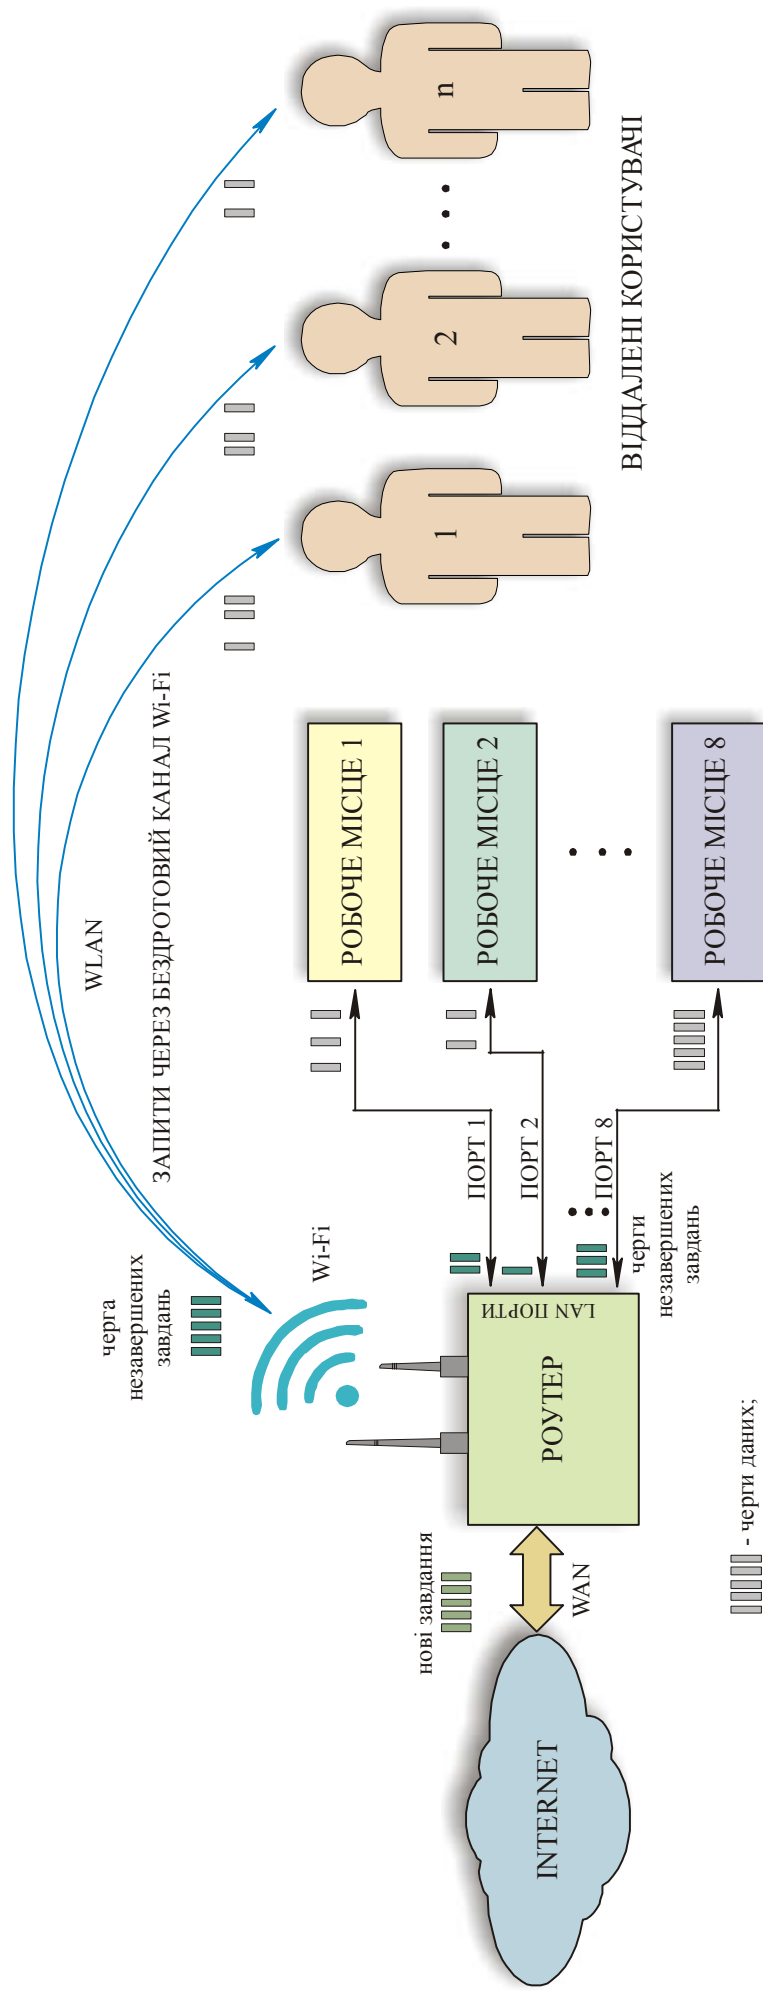 WLAN
ЗАПИТИ ЧЕРЕЗ БЕЗДРОТОВИЙ КАНАЛ Wi-Fi
черга
незавершених
завдань
Wi-Fi
нові завдання
INTERNET
WAN
РОУТЕР
LAN ПОРТИ
ПОРТ 1
ПОРТ 2
ПОРТ 8
черги
незавершених
завдань
РОБОЧЕ МІСЦЕ 1
РОБОЧЕ МІСЦЕ 2
РОБОЧЕ МІСЦЕ 8
1
2
n
ВІДДАЛЕНІ КОРИСТУВАЧІ
- черги даних;